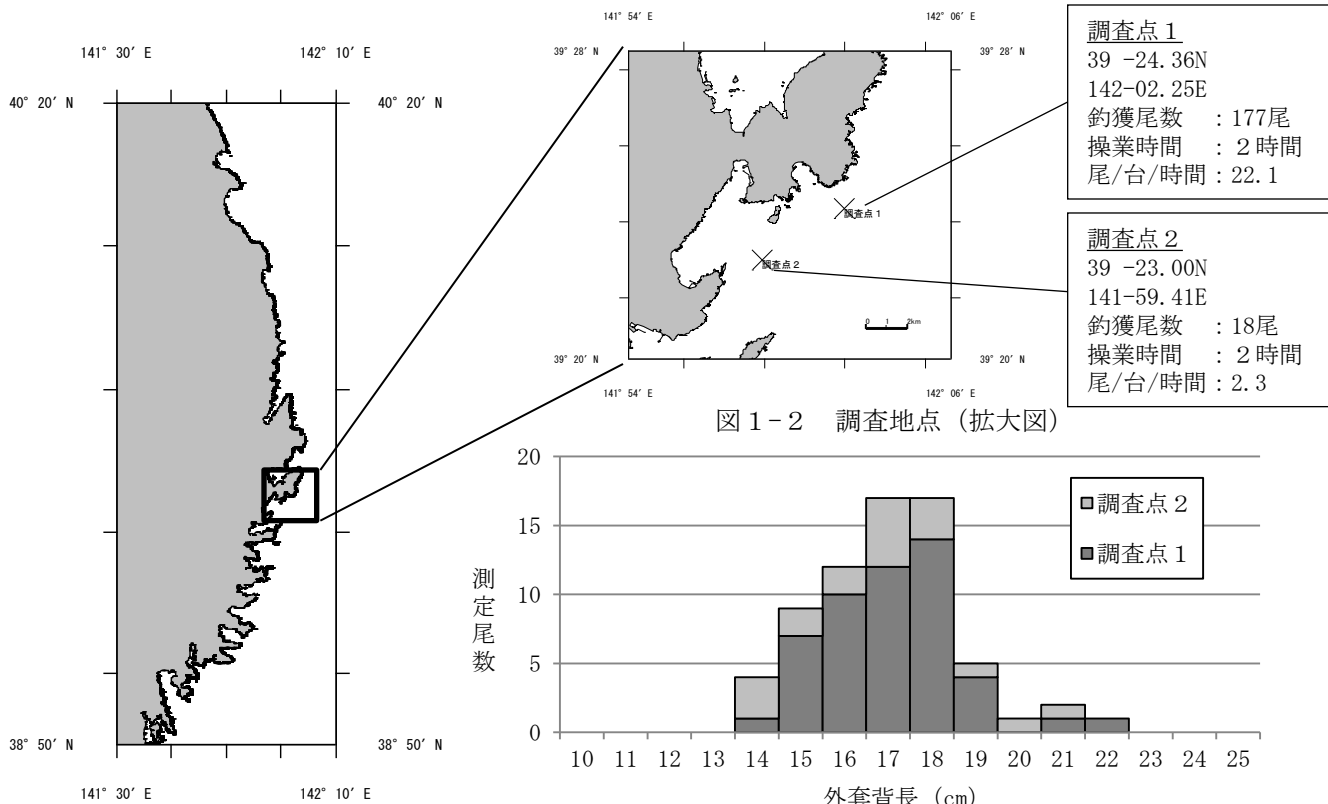 141° 30′ E
142° 10′ E
40° 20′ N
40° 20′ N
38° 50′ N
38° 50′ N
141° 30′ E
142° 10′ E
141° 54′ E
142° 06′ E
39° 28′ N
39° 28′ N
調査点1
調査点2
0 1 2km
39° 20′ N
39° 20′ N
141° 54′ E
142° 06′ E
図1-2 調査地点（拡大図）
調査点1
39 -24.36N
142-02.25E
釣獲尾数 ：177尾
操業時間 ：2時間
尾/台/時間：22.1
調査点2
39 -23.00N
141-59.41E
釣獲尾数 ：18尾
操業時間 ：2時間
尾/台/時間：2.3
測定尾数
20
15
10
5
0
調査点2
調査点1
10 11 12 13 14 15 16 17 18 19 20 21 22 23 24 25
外套背長 (cm)